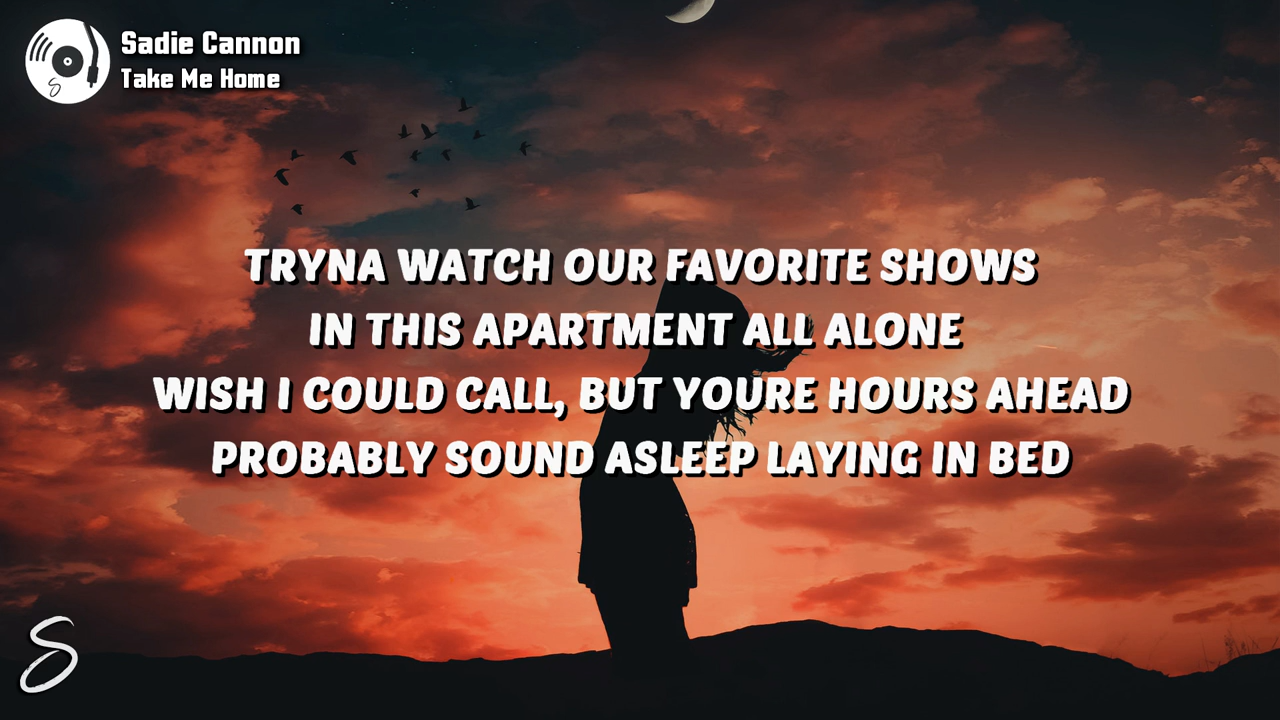 Sadie Cannon
Take Me Home
TRYNA WATCH OUR FAVORITE SHOWS
IN THIS APARTMENT ALL ALONE
WISH I COULD CALL, BUT YOURE HOURS AHEAD
PROBABLY SOUND ASLEEP LAYING IN BED
S